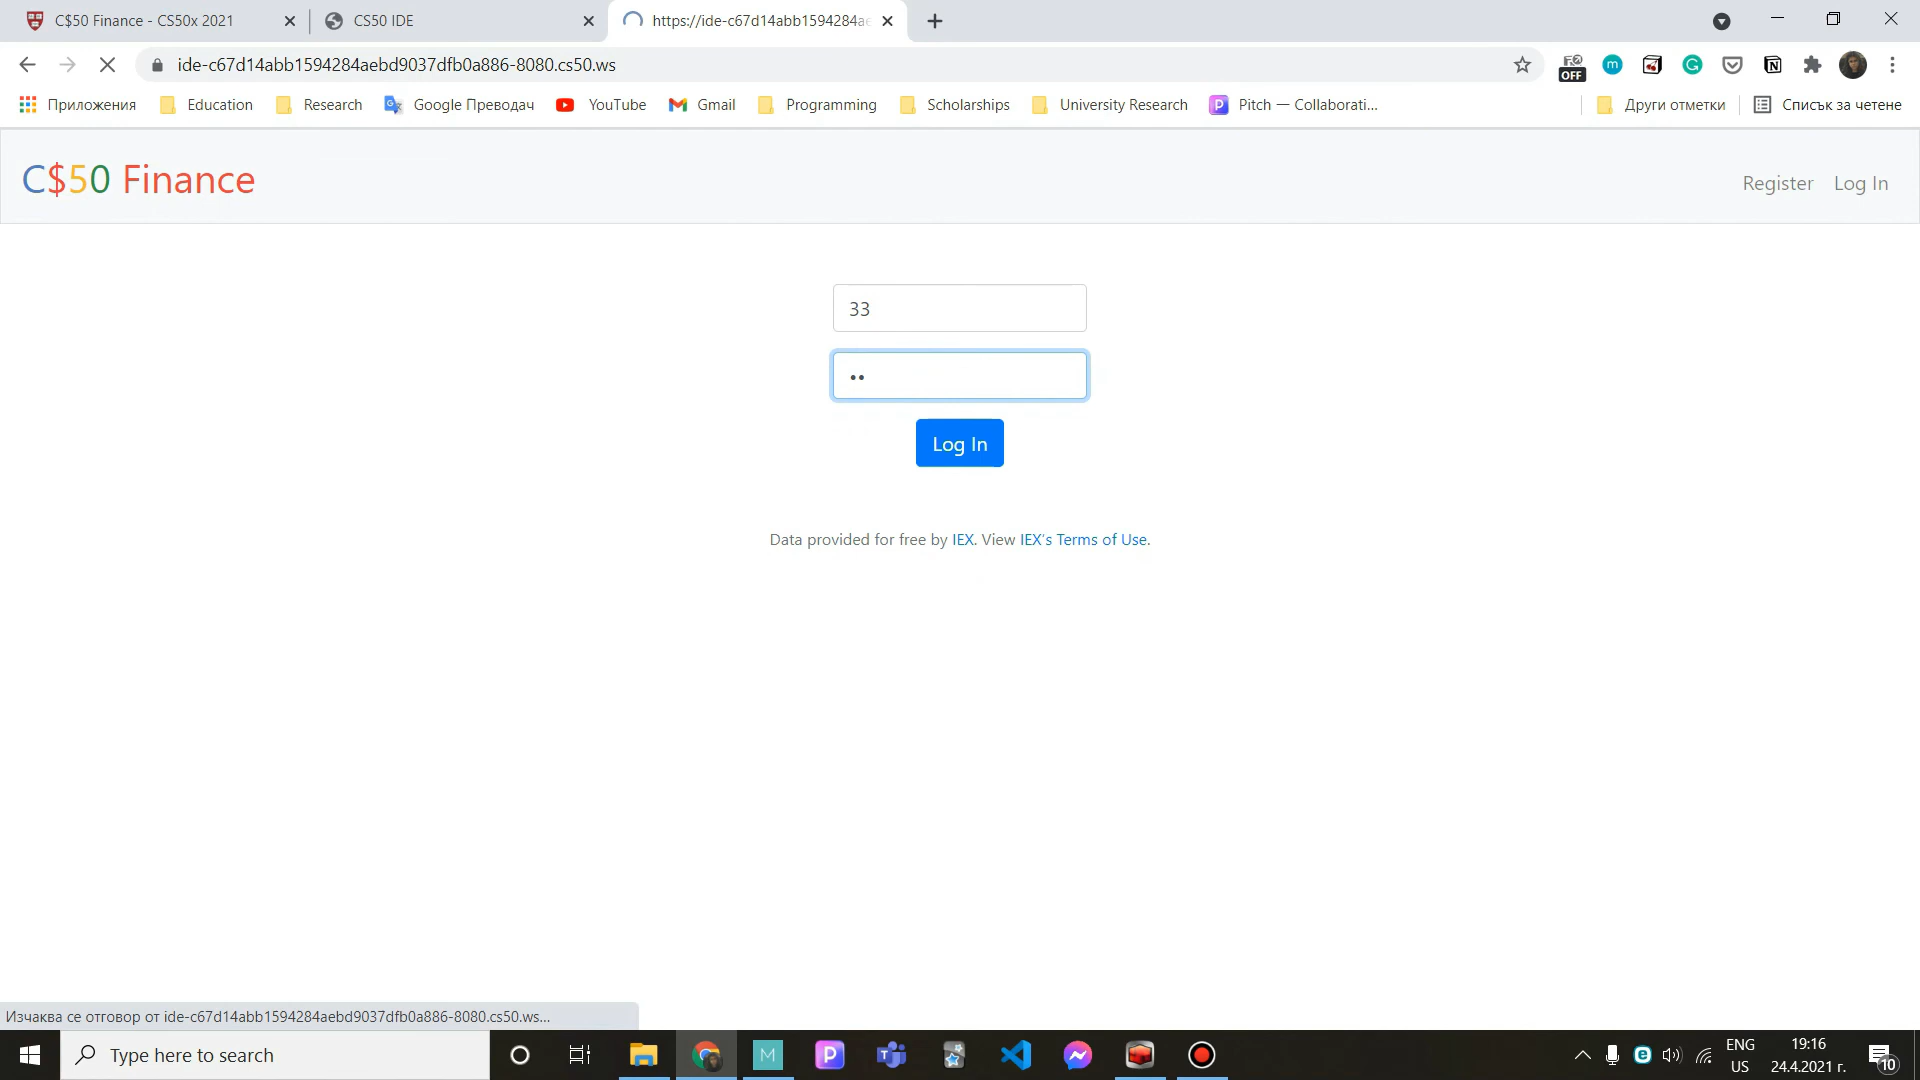 C$50 Finance - CS50x 2021
CS50 IDE
https://ide-c67d14abb1594284ae
ide-c67d14abb1594284aebd9037dfb0a886-8080.cs50.ws
OFF
Приложения
Education
Research
Google Преводач
YouTube
Gmail
Programming
Scholarships
University Research
Pitch — Collaborati...
Други отметки
Списък за четене
C$50 Finance
Register
Log In
33
••
Log In
Data provided for free by IEX. View IEX's Terms of Use.
Изчаква се отговор от ide-c67d14abb1594284aebd9037dfb0a886-8080.cs50.ws...
Type here to search
ENG
US
19:16
24.4.2021 г.
10